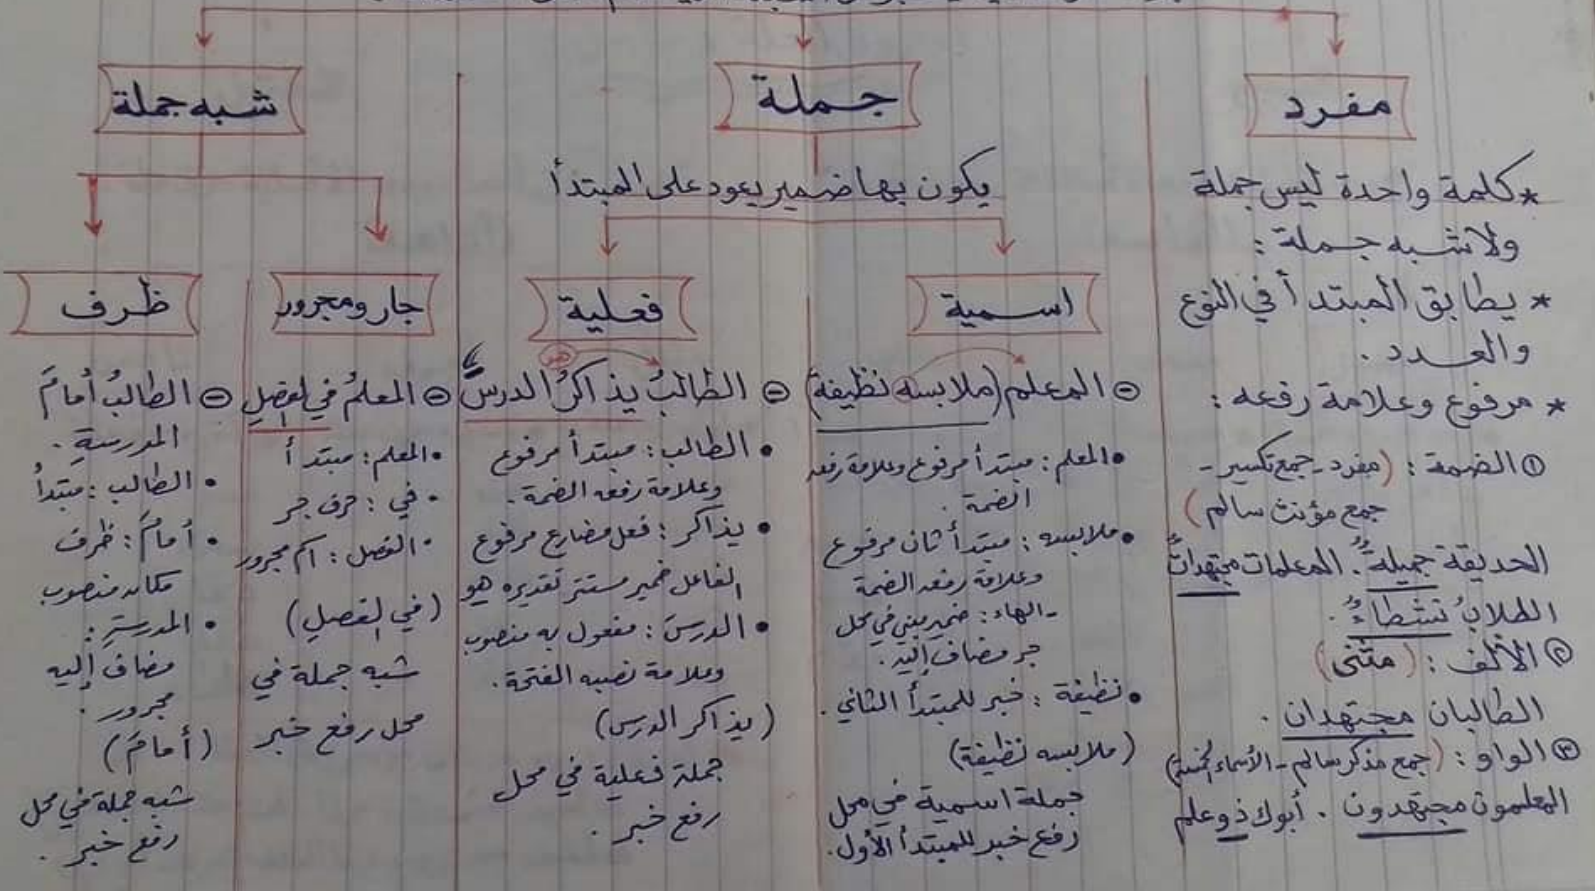 مفرد
جملة
شبه جملة
* كلمة واحدة ليس جملة
ولا شبه جملة :
* يطابق المبتدأ في النوع
والعدد .
* مرفوع وعلامة رفعه :
① الضمة : (مفرد - جمع تكسير -
جمع مؤنث سالم)
الحديقة جميلةٌ . المعلمات مجتهداتٌ
الطلابُ نشطاءُ .
② الألف : (مثنى)
الطالبان مجتهدان .
③ الواو : (جمع مذكر سالم - الأسماء الخمسة)
المعلمون مجتهدون . أبوك ذو علم
يكون بها ضمير يعود على المبتدأ
اسمية
المعلم (ملابسه نظيفة)
• المعلم : مبتدأ مرفوع وعلامة رفعه
الضمة .
• ملابسه : مبتدأ ثان مرفوع
وعلامة رفعه الضمة
- الهاء : ضمير مبني في محل
جر مضاف إليه .
• نظيفة : خبر للمبتدأ الثاني .
(ملابسه نظيفة)
جملة اسمية في محل
رفع خبر للمبتدأ الأول .
فعلية
هو
الطالبُ يذاكرُ الدرسَ
• الطالب : مبتدأ مرفوع
وعلامة رفعه الضمة .
• يذاكر : فعل مضارع مرفوع
الفاعل ضمير مستتر تقديره هو
• الدرسَ : مفعول به منصوب
وعلامة نصبه الفتحة .
(يذاكر الدرس)
جملة فعلية في محل
رفع خبر .
جار ومجرور
المعلمُ في الفصلِ
• المعلم : مبتدأ
• في : حرف جر
• الفصل : اسم مجرور
(في الفصلِ)
شبه جملة في
محل رفع خبر
ظرف
الطالبُ أمامَ
المدرسةِ .
• الطالب : مبتدأ
• أمامَ : ظرف
مكان منصوب
• المدرسةِ :
مضاف إليه
مجرور .
(أمامَ)
شبه جملة في محل
رفع خبر .